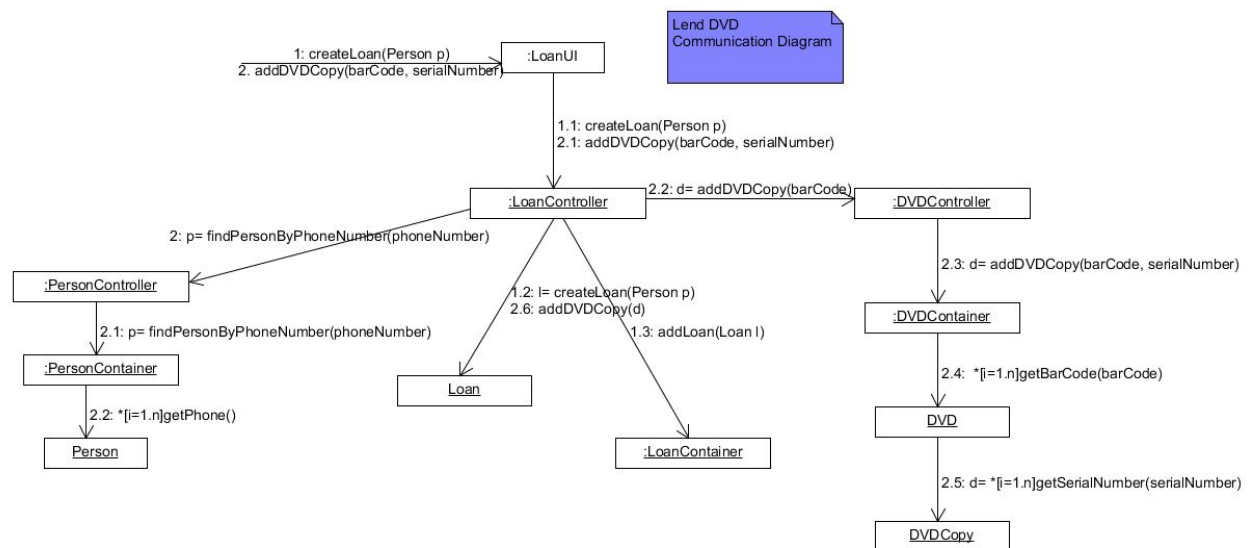 Lend DVD
Communication Diagram
1: createLoan(Person p)
2. addDVDCopy(barCode, serialNumber)
:LoanUI
1.1: createLoan(Person p)
2.1: addDVDCopy(barCode, serialNumber)
:LoanController
2.2: d= addDVDCopy(barCode)
:DVDController
2: p= findPersonByPhoneNumber(phoneNumber)
:PersonController
2.3: d= addDVDCopy(barCode, serialNumber)
1.2: l= createLoan(Person p)
2.6: addDVDCopy(d)
:DVDContainer
2.1: p= findPersonByPhoneNumber(phoneNumber)
1.3: addLoan(Loan l)
:PersonContainer
2.4: *[i=1.n]getBarCode(barCode)
Loan
2.2: *[i=1.n]getPhone()
DVD
Person
:LoanContainer
2.5: d= *[i=1.n]getSerialNumber(serialNumber)
DVDCopy